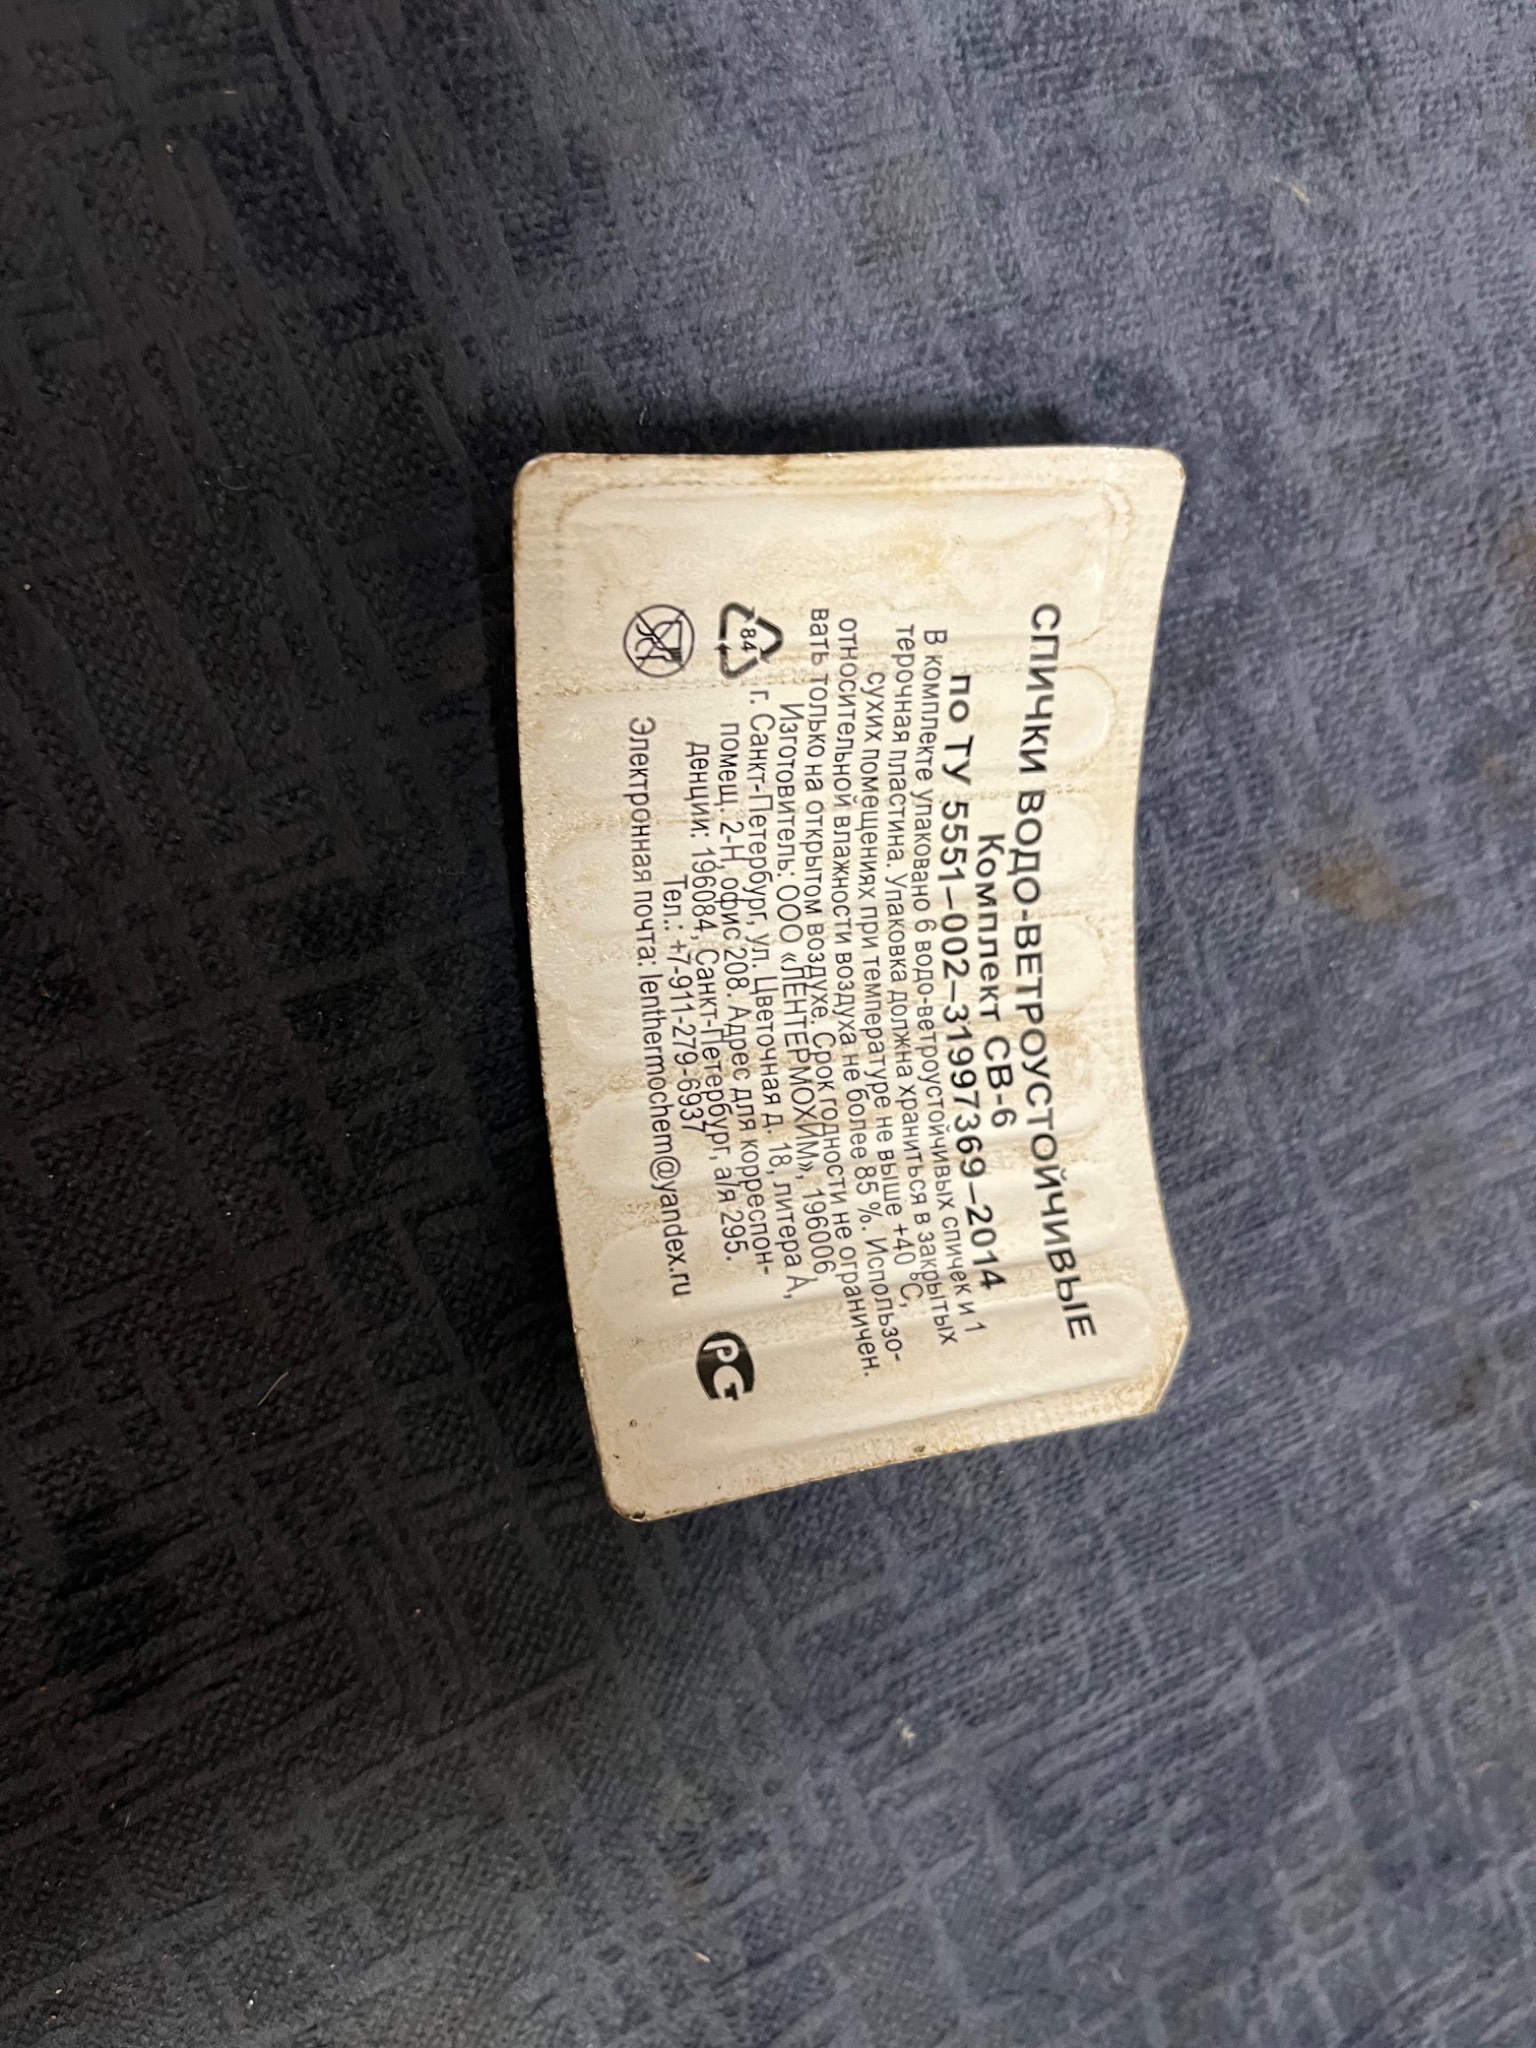 СПИЧКИ ВОДО-ВЕТРОУСТОЙЧИВЫЕ
Комплект СВ-6
по ТУ 5551–002–31997369–2014
В комплекте упаковано 6 водо-ветроустойчивых спичек и 1
терочная пластина. Упаковка должна храниться в закрытых
сухих помещениях при температуре не выше +40 °С,
относительной влажности воздуха не более 85 %. Использо-
вать только на открытом воздухе. Срок годности не ограничен.
Изготовитель: ООО «ЛЕНТЕРМОХИМ», 196006
г. Санкт-Петербург, ул. Цветочная д. 18, литера А,
помещ. 2-Н, офис 208. Адрес для корреспон-
денции: 196084, Санкт-Петербург, а/я 295.
Тел.: +7-911-279-6937
Электронная почта: lenthermochem@yandex.ru
84
РСТ